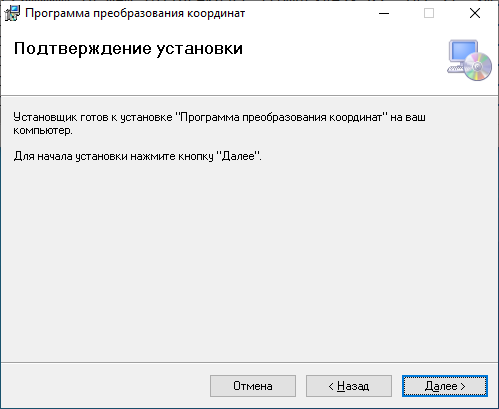 Программа преобразования координат
Подтверждение установки
Установщик готов к установке "Программа преобразования координат" на ваш
компьютер.
Для начала установки нажмите кнопку "Далее".
Отмена
< Назад
Далее >